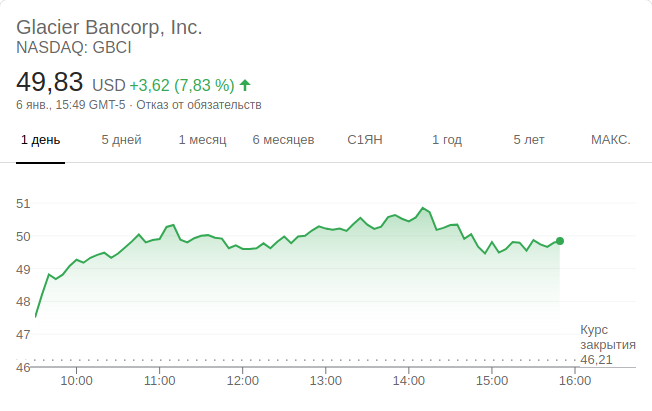 Glacier Bancorp, Inc.
NASDAQ: GBCI
49,83 USD +3,62 (7,83 %)
6 янв., 15:49 GMT-5 · Отказ от обязательств
1 день 5 дней 1 месяц 6 месяцев С1ЯН 1 год 5 лет МАКС.
51
50
49
48
47
46
Курс
закрытия
46,21
10:00 11:00 12:00 13:00 14:00 15:00 16:00